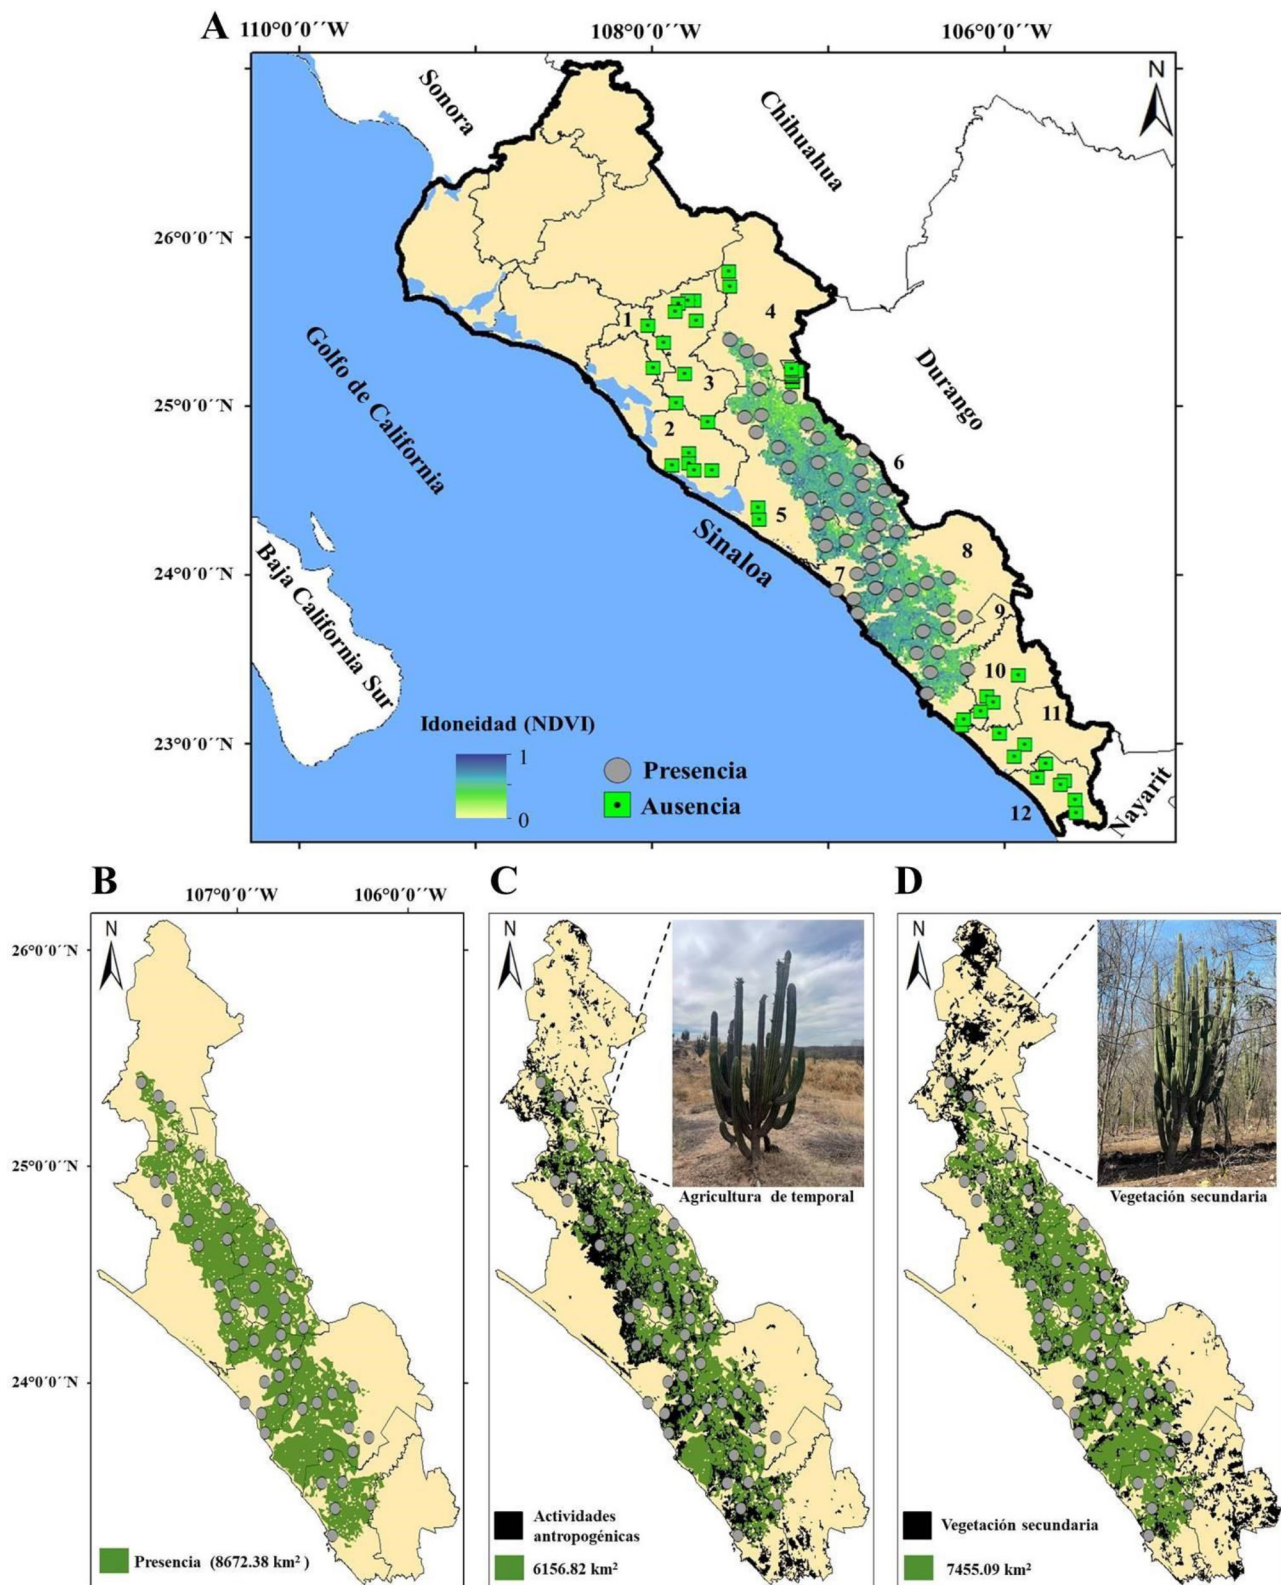 A
110°0´0´´W
108°0´0´´W
106°0´0´´W
N
Sonora
Chihuahua
26°0´0´´N
25°0´0´´N
24°0´0´´N
23°0´0´´N
Golfo de California
Durango
Baja California Sur
Sinaloa
Nayarit
1
2
3
4
5
6
7
8
9
10
11
12
Idoneidad (NDVI)
1
0
Presencia
Ausencia
B
107°0´0´´W
106°0´0´´W
N
26°0´0´´N
25°0´0´´N
24°0´0´´N
Presencia (8672.38 km²)
C
N
Agricultura de temporal
Actividades
antropogénicas
6156.82 km²
D
N
Vegetación secundaria
Vegetación secundaria
7455.09 km²